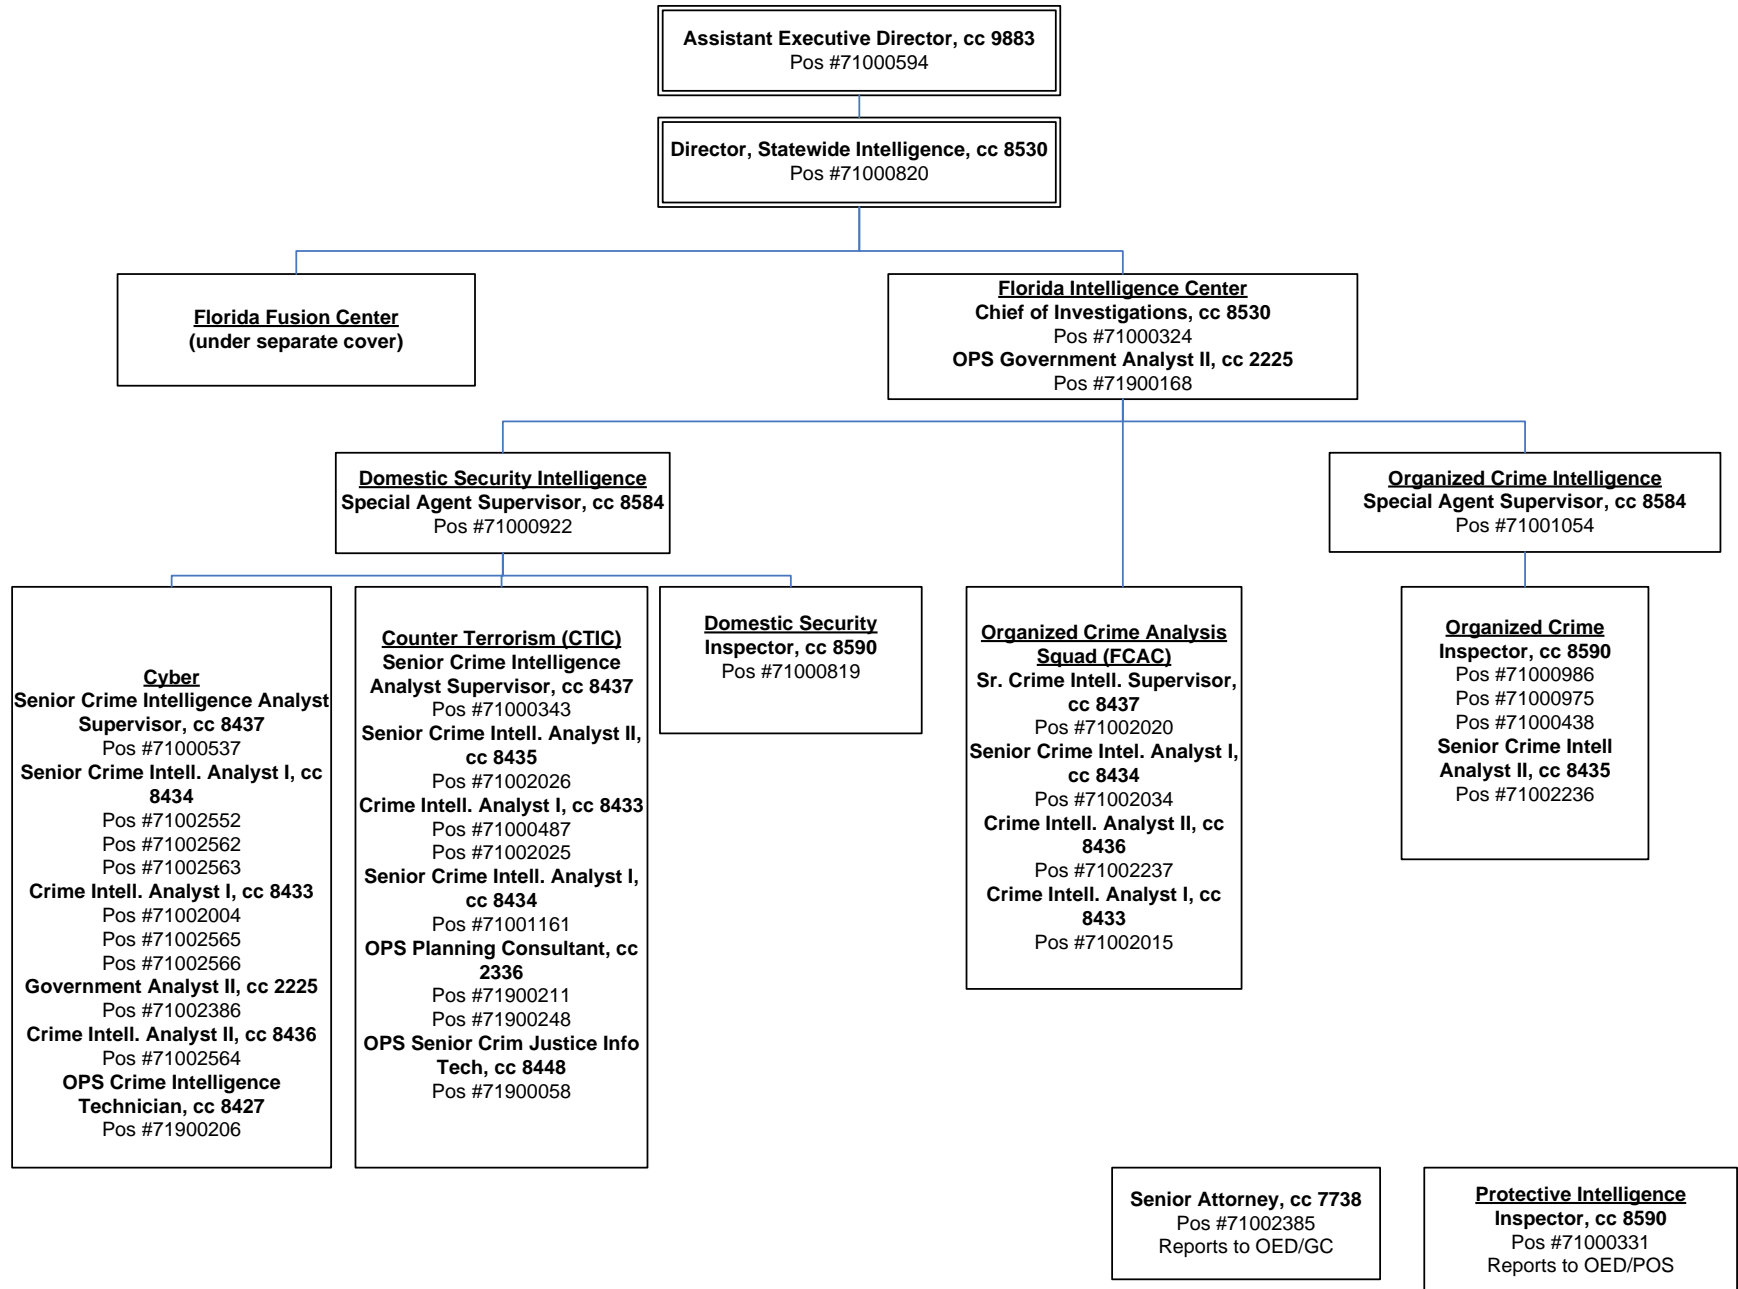 Assistant Executive Director, cc 9883
Pos #71000594
Director, Statewide Intelligence, cc 8530
Pos #71000820
Florida Fusion Center
(under separate cover)
Florida Intelligence Center
Chief of Investigations, cc 8530
Pos #71000324
OPS Government Analyst II, cc 2225
Pos #71900168
Domestic Security Intelligence
Special Agent Supervisor, cc 8584
Pos #71000922
Organized Crime Intelligence
Special Agent Supervisor, cc 8584
Pos #71001054
Cyber
Senior Crime Intelligence Analyst
Supervisor, cc 8437
Pos #71000537
Senior Crime Intell. Analyst I, cc
8434
Pos #71002552
Pos #71002562
Pos #71002563
Crime Intell. Analyst I, cc 8433
Pos #71002004
Pos #71002565
Pos #71002566
Government Analyst II, cc 2225
Pos #71002386
Crime Intell. Analyst II, cc 8436
Pos #71002564
OPS Crime Intelligence
Technician, cc 8427
Pos #71900206
Counter Terrorism (CTIC)
Senior Crime Intelligence
Analyst Supervisor, cc 8437
Pos #71000343
Senior Crime Intell. Analyst II,
cc 8435
Pos #71002026
Crime Intell. Analyst I, cc 8433
Pos #71000487
Pos #71002025
Senior Crime Intell. Analyst I,
cc 8434
Pos #71001161
OPS Planning Consultant, cc
2336
Pos #71900211
Pos #71900248
OPS Senior Crim Justice Info
Tech, cc 8448
Pos #71900058
Domestic Security
Inspector, cc 8590
Pos #71000819
Organized Crime Analysis
Squad (FCAC)
Sr. Crime Intell. Supervisor,
cc 8437
Pos #71002020
Senior Crime Intel. Analyst I,
cc 8434
Pos #71002034
Crime Intell. Analyst II, cc
8436
Pos #71002237
Crime Intell. Analyst I, cc
8433
Pos #71002015
Organized Crime
Inspector, cc 8590
Pos #71000986
Pos #71000975
Pos #71000438
Senior Crime Intell
Analyst II, cc 8435
Pos #71002236
Senior Attorney, cc 7738
Pos #71002385
Reports to OED/GC
Protective Intelligence
Inspector, cc 8590
Pos #71000331
Reports to OED/POS